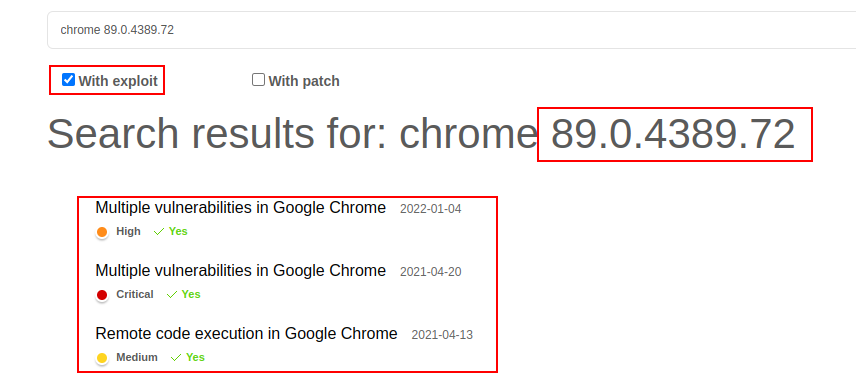 chrome 89.0.4389.72
With exploit With patch
Search results for: chrome 89.0.4389.72
Multiple vulnerabilities in Google Chrome 2022-01-04
High Yes
Multiple vulnerabilities in Google Chrome 2021-04-20
Critical Yes
Remote code execution in Google Chrome 2021-04-13
Medium Yes